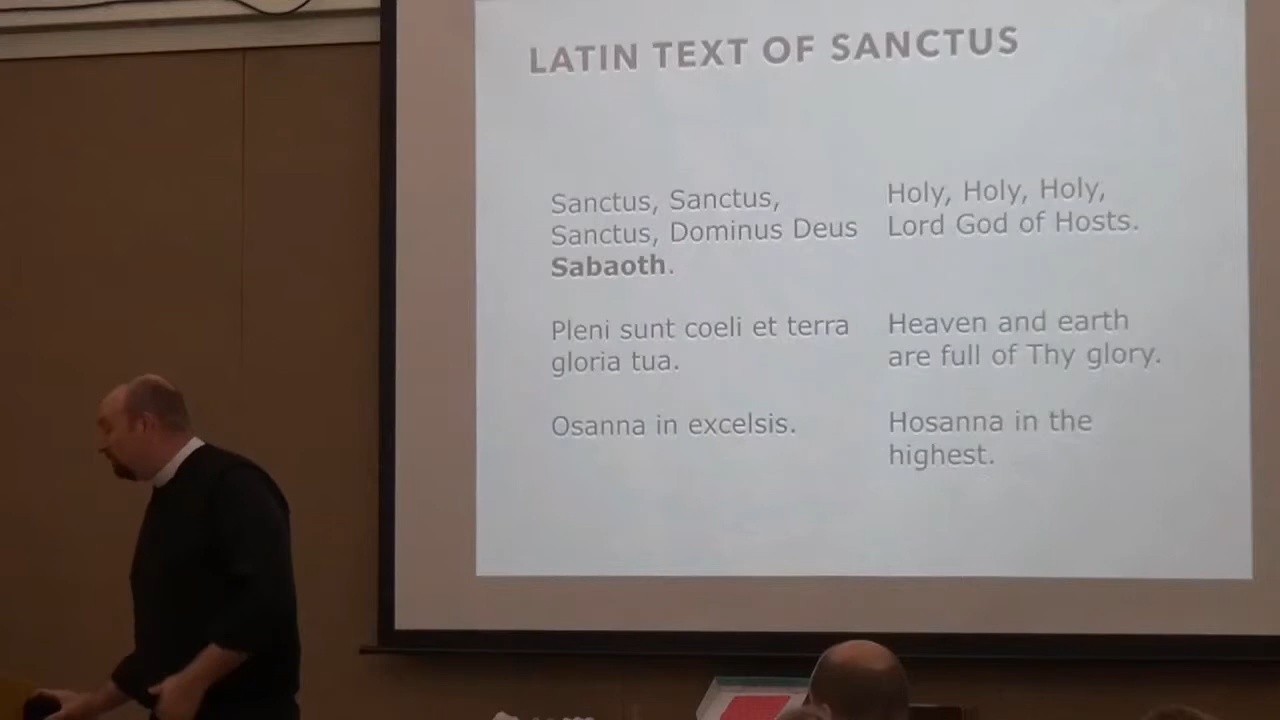 LATIN TEXT OF SANCTUS
Sanctus, Sanctus,
Sanctus, Dominus Deus
Sabaoth.
Pleni sunt coeli et terra
gloria tua.
Osanna in excelsis.
Holy, Holy, Holy,
Lord God of Hosts.
Heaven and earth
are full of Thy glory.
Hosanna in the
highest.